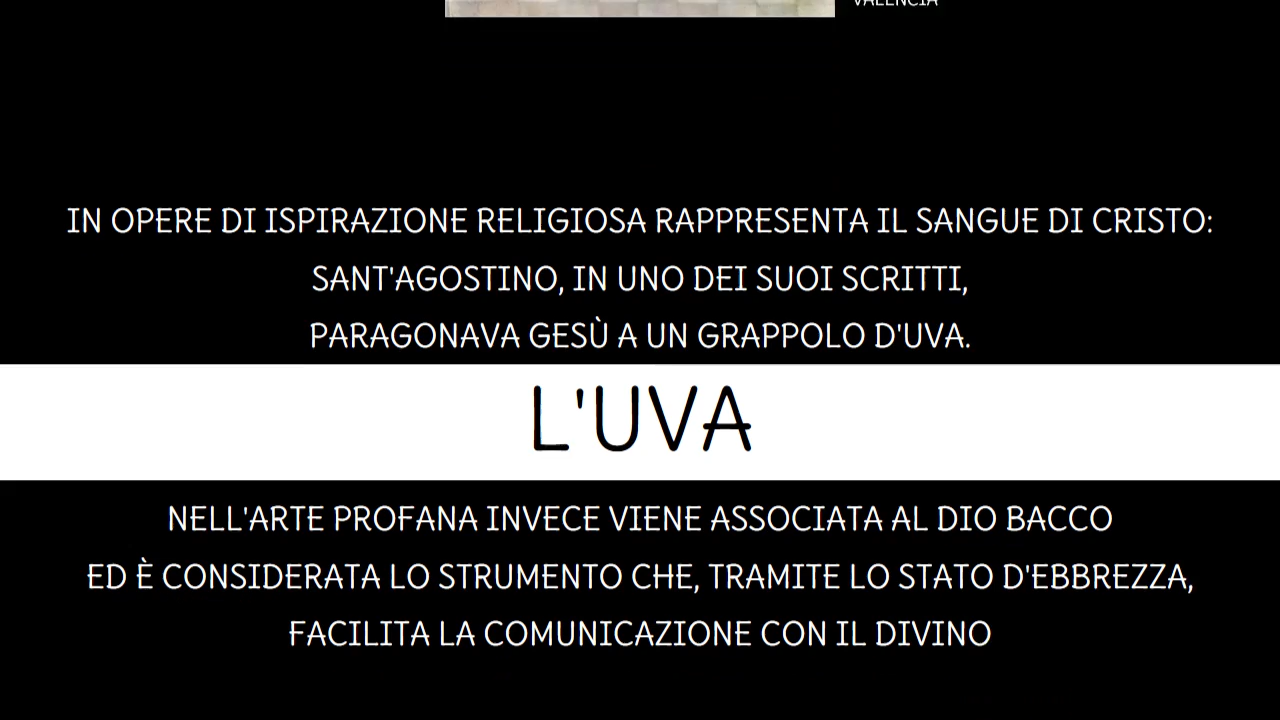 VALENCIA
IN OPERE DI ISPIRAZIONE RELIGIOSA RAPPRESENTA IL SANGUE DI CRISTO:
SANT'AGOSTINO, IN UNO DEI SUOI SCRITTI,
PARAGONAVA GESÙ A UN GRAPPOLO D'UVA.
L'UVA
NELL'ARTE PROFANA INVECE VIENE ASSOCIATA AL DIO BACCO
ED È CONSIDERATA LO STRUMENTO CHE, TRAMITE LO STATO D'EBBREZZA,
FACILITA LA COMUNICAZIONE CON IL DIVINO